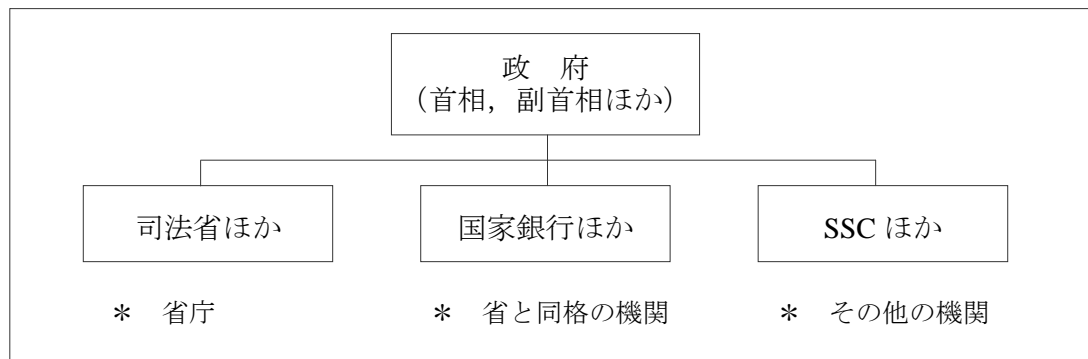 政　府
（首相，副首相ほか）
司法省ほか
国家銀行ほか
SSC ほか
＊　省庁
＊　省と同格の機関
＊　その他の機関